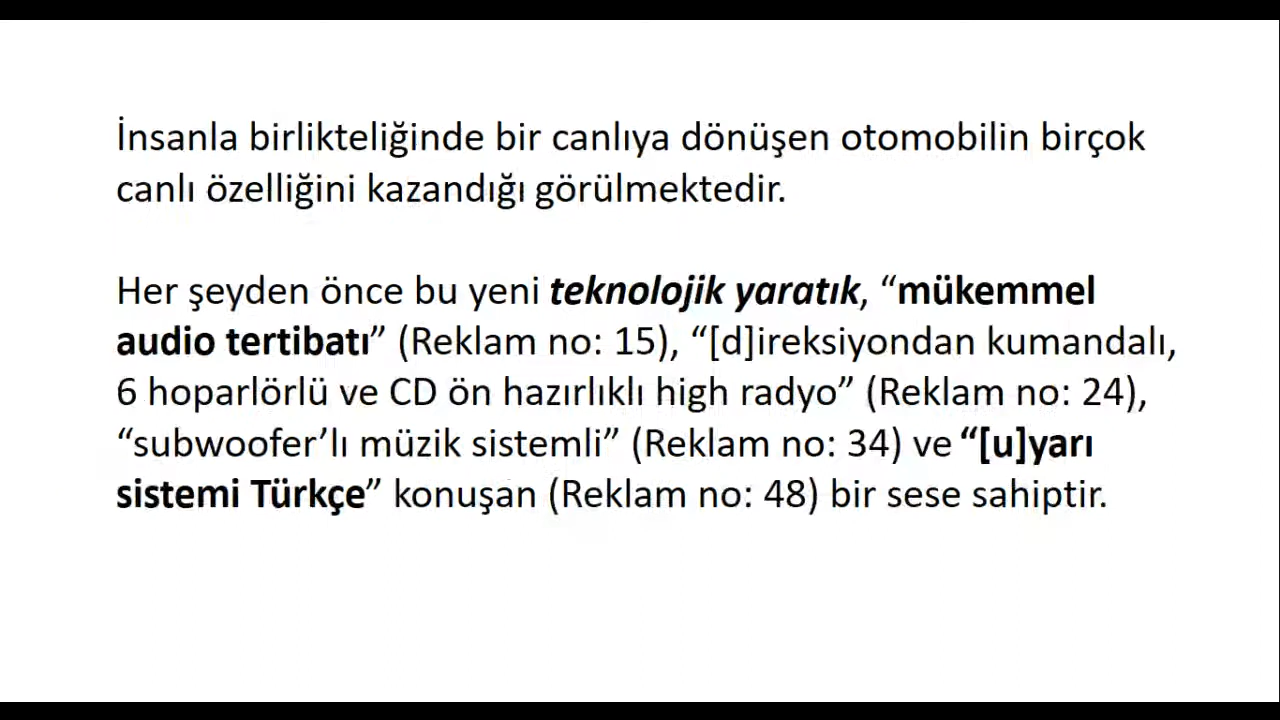 İnsanla birlikteliğinde bir canlıya dönüşen otomobilin birçok
canlı özelliğini kazandığı görülmektedir.
Her şeyden önce bu yeni teknolojik yaratık, “mükemmel
audio tertibatı” (Reklam no: 15), “[d]ireksiyondan kumandalı,
6 hoparlörlü ve CD ön hazırlıklı high radyo” (Reklam no: 24),
“subwoofer’lı müzik sistemli” (Reklam no: 34) ve “[u]yarı
sistemi Türkçe” konuşan (Reklam no: 48) bir sese sahiptir.